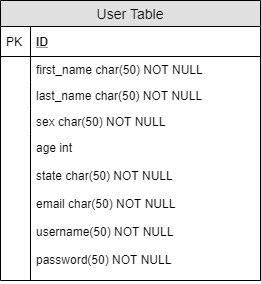 User Table
PK ID
first_name char(50) NOT NULL
last_name char(50) NOT NULL
sex char(50) NOT NULL
age int
state char(50) NOT NULL
email char(50) NOT NULL
username(50) NOT NULL
password(50) NOT NULL